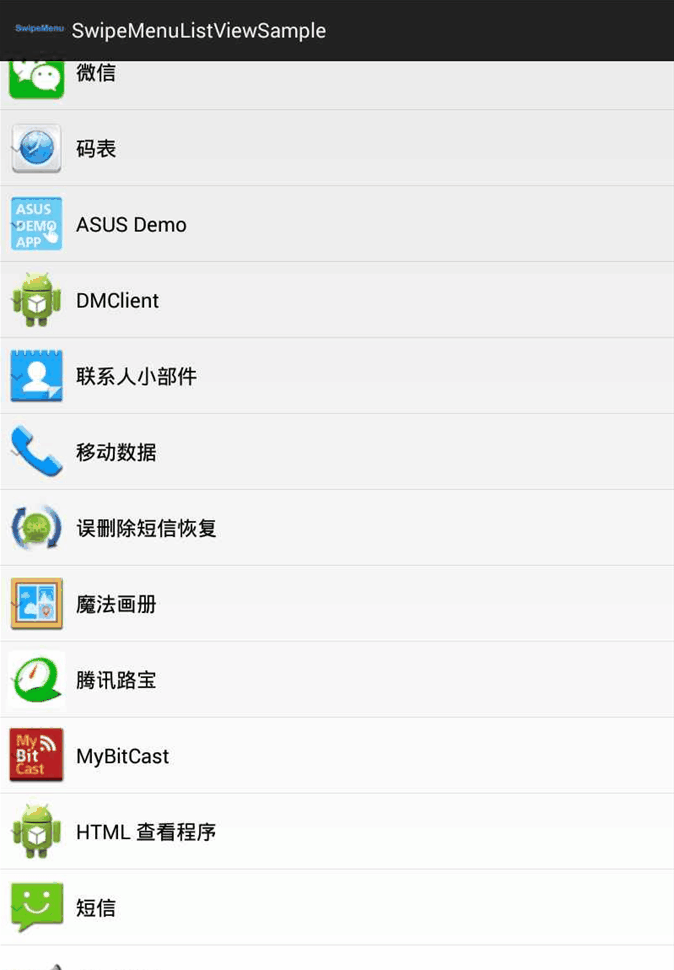 SwipeMenu SwipeMenuListViewSample
微信
码表
ASUS
DEMO
APP
ASUS Demo
DMClient
联系人小部件
移动数据
SMS
误删除短信恢复
魔法画册
腾讯路宝
My
Bit
Cast
MyBitCast
HTML 查看程序
短信